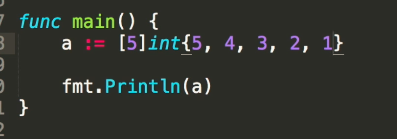 func main() {
a := [5]int{5, 4, 3, 2, 1}
fmt.Println(a)
}